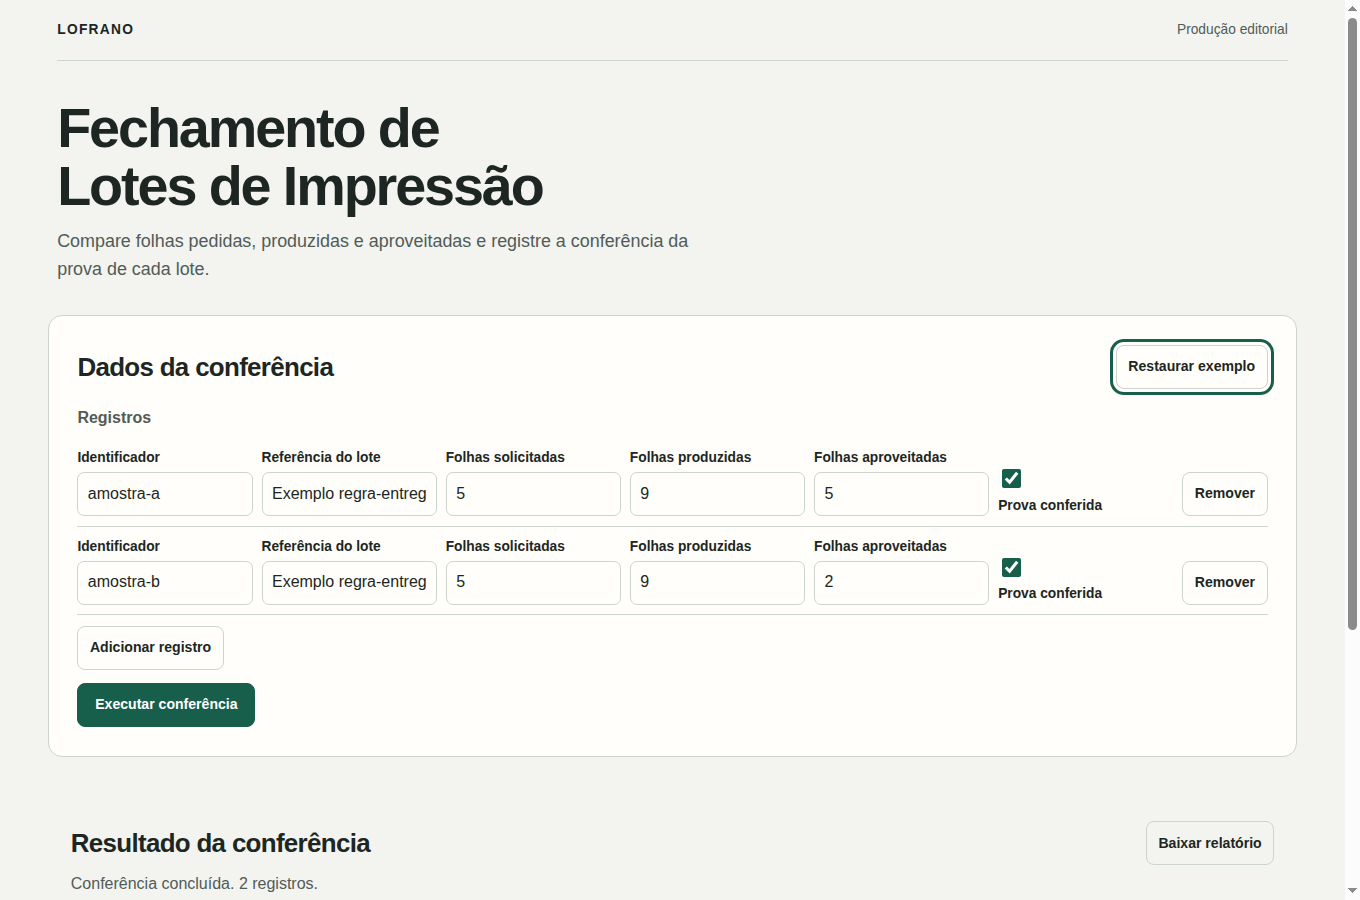 LOFRANO
Produção editorial
Fechamento de
Lotes de Impressão
Compare folhas pedidas, produzidas e aproveitadas e registre a conferência da
prova de cada lote.
Dados da conferência
Restaurar exemplo
Registros
Identificador
Referência do lote
Folhas solicitadas
Folhas produzidas
Folhas aproveitadas
amostra-a
Exemplo regra-entreg
5
9
5
Prova conferida
Remover
Identificador
Referência do lote
Folhas solicitadas
Folhas produzidas
Folhas aproveitadas
amostra-b
Exemplo regra-entreg
5
9
2
Prova conferida
Remover
Adicionar registro
Executar conferência
Resultado da conferência
Baixar relatório
Conferência concluída. 2 registros.